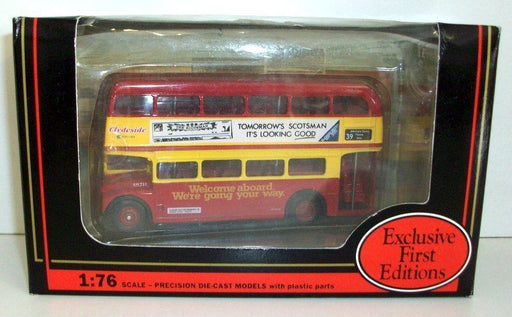 Clydeside
TOMORROW'S SCOTSMAN
IT'S LOOKING GOOD
39
Welcome aboard.
We're going your way.
Exclusive
First
Editions
1:76 SCALE - PRECISION DIE-CAST MODELS with plastic parts